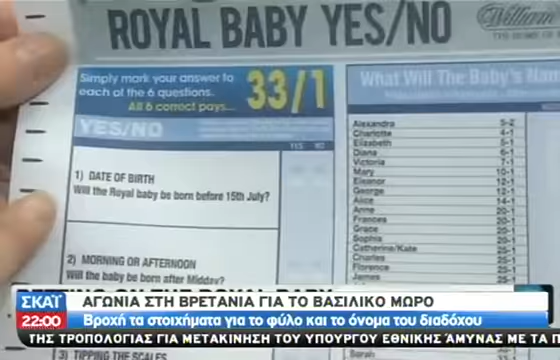 ROYAL BABY YES/NO
Simply mark your answer to
each of the 6 questions.
All 6 correct pays...
33/1
YES/NO
YES NO
1) DATE OF BIRTH
Will the Royal baby be born before 15th July?
2) MORNING OR AFTERNOON
Will the baby be born after Midday?
3) TIPPING THE SCALES
What Will The Baby's Na
Alexandra 5-2
Charlotte 4-1
Elizabeth 5-1
Diana 6-1
Victoria 7-1
Mary 10-1
Eleanor 12-1
George 12-1
Alice 14-1
Anne 20-1
Frances 20-1
Grace 25-1
Sophia 20-1
Catherine/Kate 25-1
Charles 20-1
Florence 25-1
James 25-1
ΣΚΑΪ
22:00
ΑΓΩΝΙΑ ΣΤΗ ΒΡΕΤΑΝΙΑ ΓΙΑ ΤΟ ΒΑΣΙΛΙΚΟ ΜΩΡΟ
Βροχή τα στοιχήματα για το φύλο και το όνομα του διαδόχου
ΤΗΣ ΤΡΟΠΟΛΟΓΙΑΣ ΓΙΑ ΜΕΤΑΚΙΝΗΣΗ ΤΟΥ ΥΠΟΥΡΓΟΥ ΕΘΝΙΚΗΣ ΑΜΥΝΑΣ ΜΕ ΤΑ